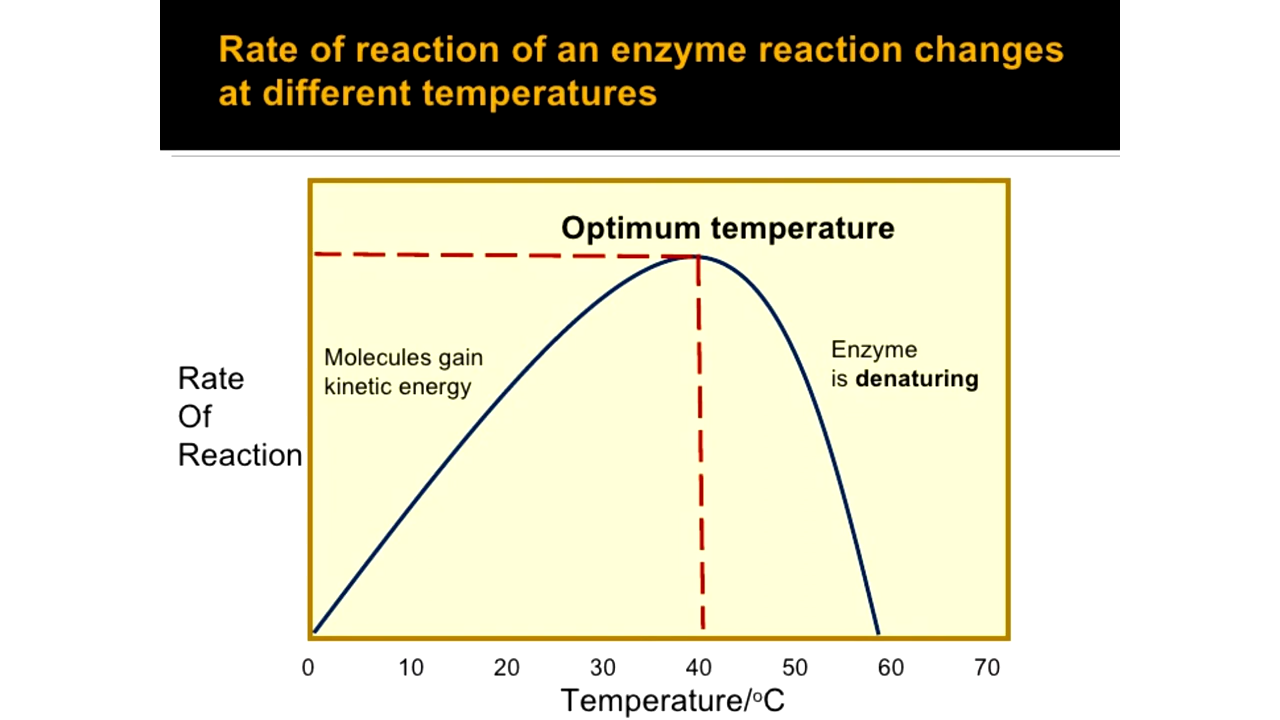 Rate of reaction of an enzyme reaction changes
at different temperatures
Optimum temperature
Molecules gain
kinetic energy
Enzyme
is denaturing
Rate
Of
Reaction
0 10 20 30 40 50 60 70
Temperature/°C